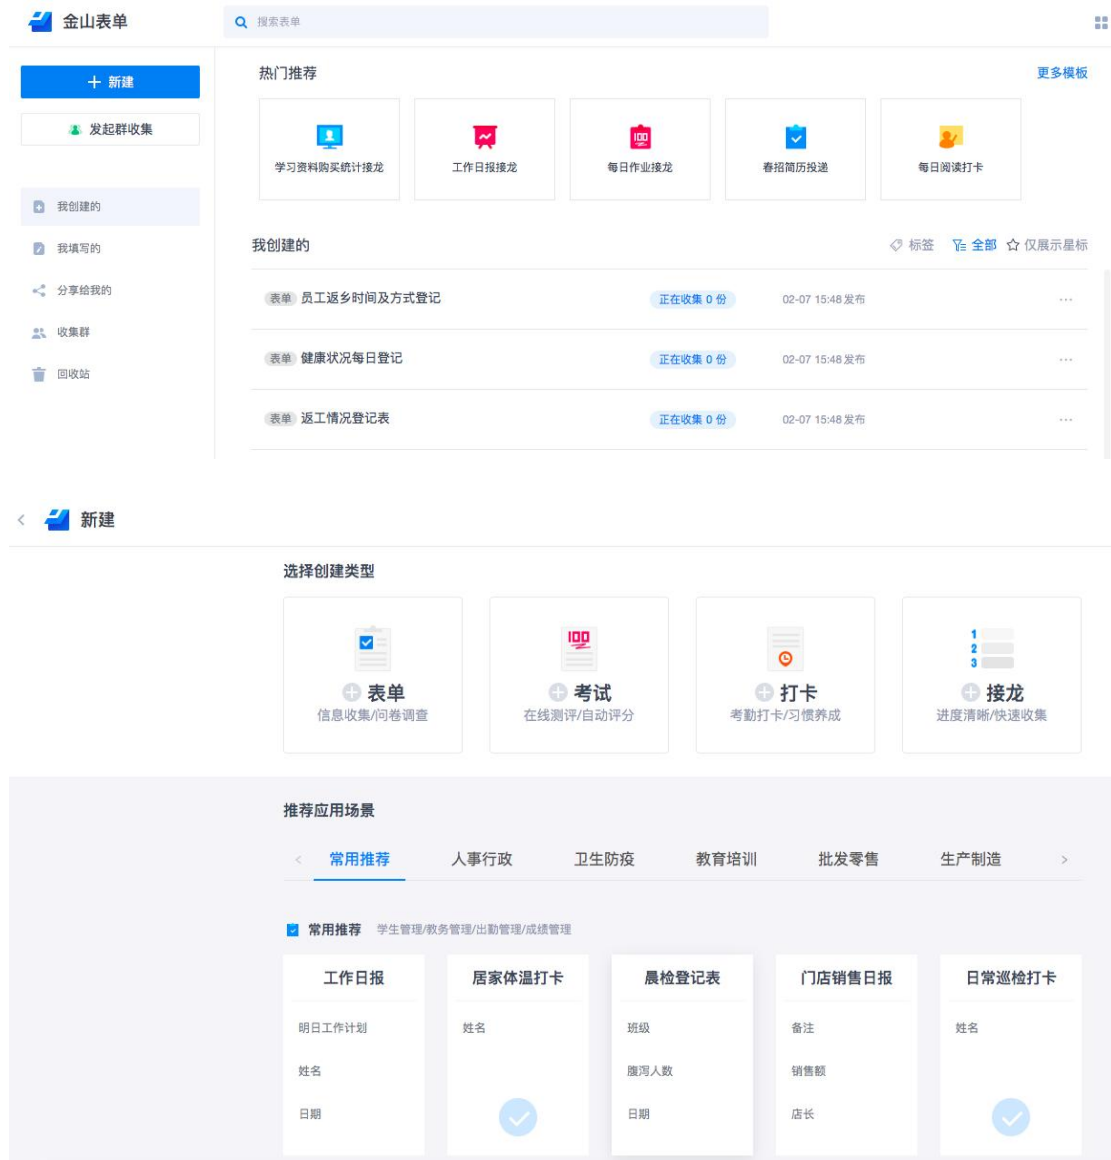 金山表单
搜索表单
新建
发起群收集
我创建的
我填写的
分享给我的
收集群
回收站
热门推荐 更多模板
学习资料购买统计接龙 工作日报接龙 100 每日作业接龙 春招简历投递 每日阅读打卡
我创建的 标签 全部 仅展示星标
表单 员工返乡时间及方式登记 正在收集 0 份 02-07 15:48 发布 ...
表单 健康状况每日登记 正在收集 0 份 02-07 15:48 发布 ...
表单 返工情况登记表 正在收集 0 份 02-07 15:48 发布 ...
新建
选择创建类型
100 1
2
3
表单 考试 打卡 接龙
信息收集/问卷调查 在线测评/自动评分 考勤打卡/习惯养成 进度清晰/快速收集
推荐应用场景
常用推荐 人事行政 卫生防疫 教育培训 批发零售 生产制造
常用推荐 学生管理/教务管理/出勤管理/成绩管理
工作日报 居家体温打卡 晨检登记表 门店销售日报 日常巡检打卡
明日工作计划 姓名 班级 备注 姓名
姓名 腹泻人数 销售额
日期 日期 店长